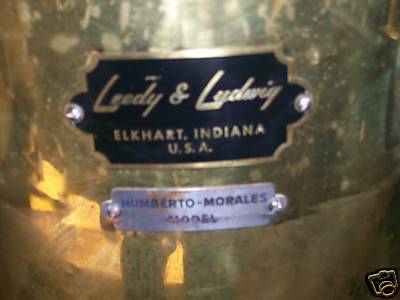 Leedy & Ludwig
ELKHART, INDIANA
U.S.A.
HUMBERTO-MORALES
MODEL